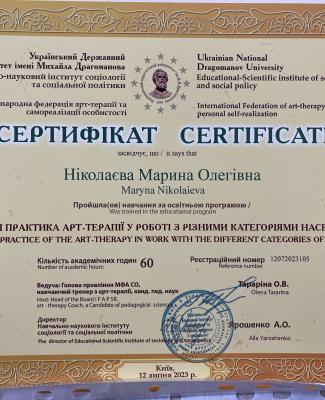 Український Державний
тет імені Михайла Драгоманова
о-науковий інститут соціології
та соціальної політики
народна федерація арт-терапії та
самореалізації особистості
Ukrainian National
Dragomanov University
Educational-Scientific institute of s
and social policy
International Federation of art-therapy
personal self-realization
СЕРТИФІКАТ CERTIFICATE
засвідчує, що / it says that
Ніколаєва Марина Олегівна
Maryna Nikolaieva
Пройшла(ов) навчання за освітньою програмою /
Was trained in the educational program
І ПРАКТИКА АРТ-ТЕРАПІЇ У РОБОТІ З РІЗНИМИ КАТЕГОРІЯМИ НАСЕ
PRACTICE OF THE ART-THERAPY IN WORK WITH THE DIFFERENT CATEGORIES OF
Кількість академічних годин 60
Number of academic hours:
Реєстраційний номер 12072023105
Reference number
Ведуча: Голова правління МФА СО,
навчаючий тренер з арт-терапії, канд. пед. наук
Host: Head of the Board I F A P SR,
art - therapy Coach, a Candidate of pedagogical sciences
Тараріна О.В.
Olena Tararina
Директор
Навчально-наукового інституту
соціології та соціальної політики
The director of Educational-Scientific institute of sociology and social policy
Ярошенко А.О.
Alla Yaroshenko
Київ,
12 липня 2023 р.